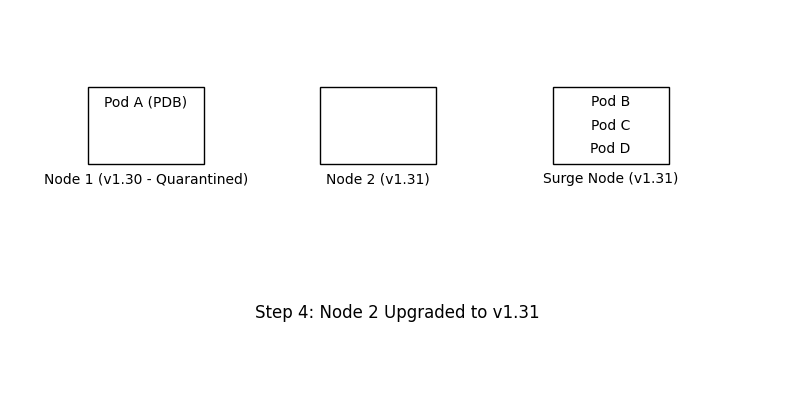 Pod A (PDB)
Node 1 (v1.30 - Quarantined)
Node 2 (v1.31)
Pod B
Pod C
Pod D
Surge Node (v1.31)
Step 4: Node 2 Upgraded to v1.31